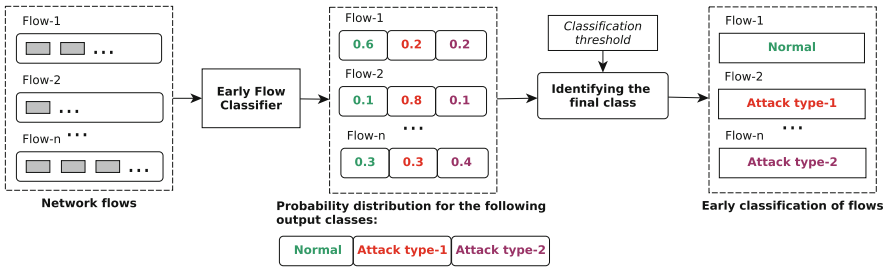 Flow-1
...
Flow-2
...
...
Flow-n
...
Network flows
Early Flow
Classifier
Flow-1
0.6 0.2 0.2
Flow-2
0.1 0.8 0.1
...
Flow-n
0.3 0.3 0.4
Probability distribution for the following
output classes:
Normal Attack type-1 Attack type-2
Classification
threshold
Identifying the
final class
Flow-1
Normal
Flow-2
Attack type-1
...
Flow-n
Attack type-2
Early classification of flows